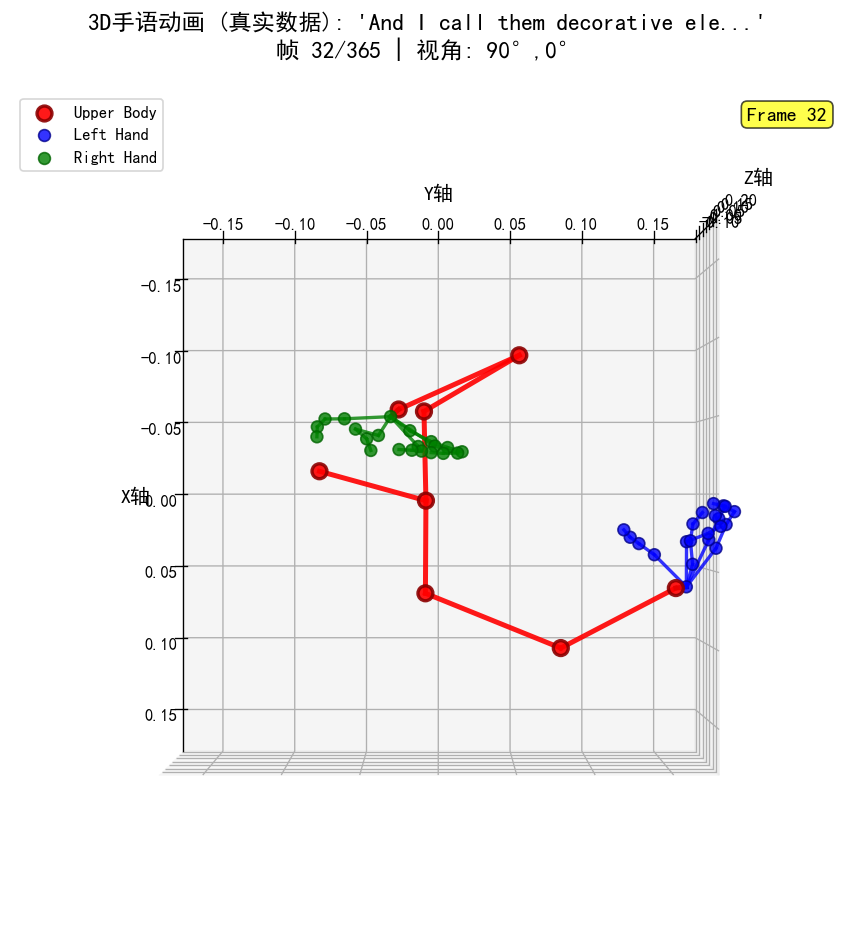 3D手语动画 (真实数据): 'And I call them decorative ele...'
帧 32/365 | 视角: 90°,0°
Upper Body
Left Hand
Right Hand
Frame 32
Z轴
Y轴
-0.15 -0.10 -0.05 0.00 0.05 0.10 0.15
-0.15
-0.10
-0.05
X轴
0.00
0.05
0.10
0.15